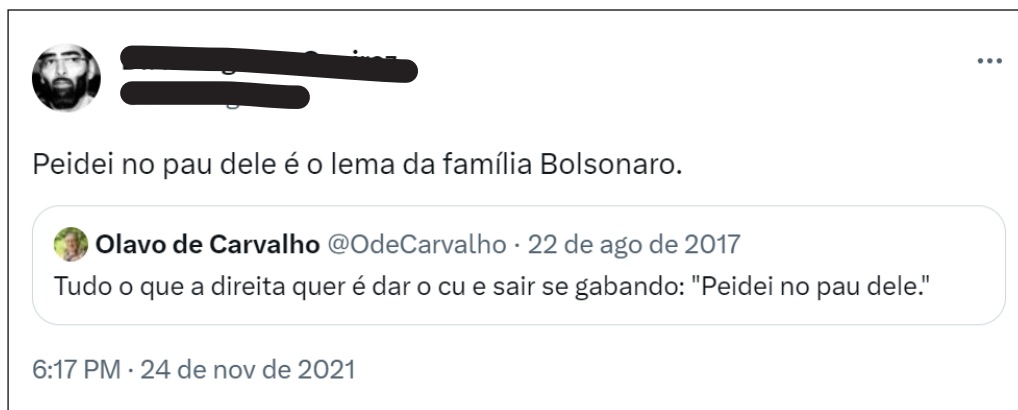 Peidei no pau dele é o lema da família Bolsonaro.
Olavo de Carvalho @OdeCarvalho · 22 de ago de 2017
Tudo o que a direita quer é dar o cu e sair se gabando: "Peidei no pau dele."
6:17 PM · 24 de nov de 2021